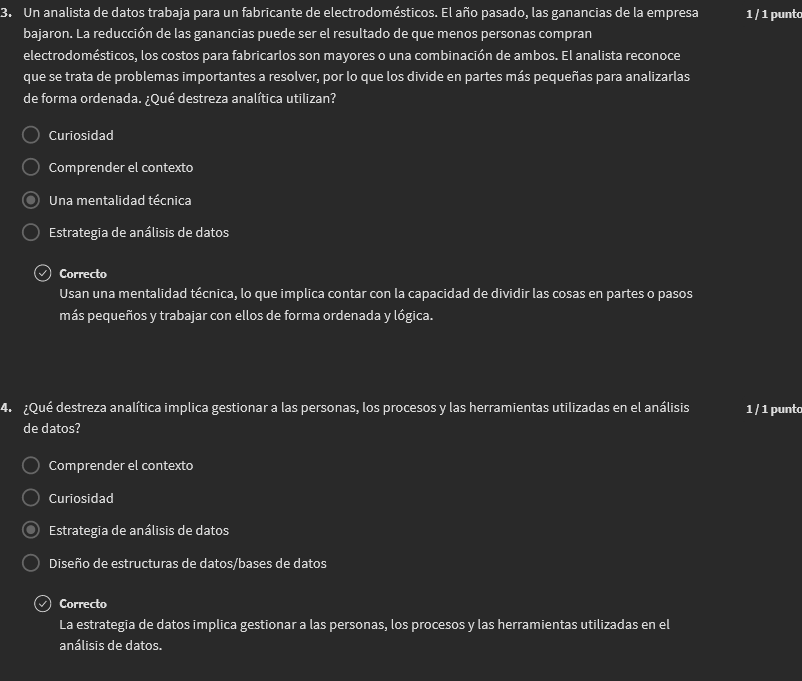 3. Un analista de datos trabaja para un fabricante de electrodomésticos. El año pasado, las ganancias de la empresa 1 / 1 punto
bajaron. La reducción de las ganancias puede ser el resultado de que menos personas compran
electrodomésticos, los costos para fabricarlos son mayores o una combinación de ambos. El analista reconoce
que se trata de problemas importantes a resolver, por lo que los divide en partes más pequeñas para analizarlas
de forma ordenada. ¿Qué destreza analítica utilizan?
Curiosidad
Comprender el contexto
Una mentalidad técnica
Estrategia de análisis de datos
Correcto
Usan una mentalidad técnica, lo que implica contar con la capacidad de dividir las cosas en partes o pasos
más pequeños y trabajar con ellos de forma ordenada y lógica.
4. ¿Qué destreza analítica implica gestionar a las personas, los procesos y las herramientas utilizadas en el análisis 1 / 1 punto
de datos?
Comprender el contexto
Curiosidad
Estrategia de análisis de datos
Diseño de estructuras de datos/bases de datos
Correcto
La estrategia de datos implica gestionar a las personas, los procesos y las herramientas utilizadas en el
análisis de datos.